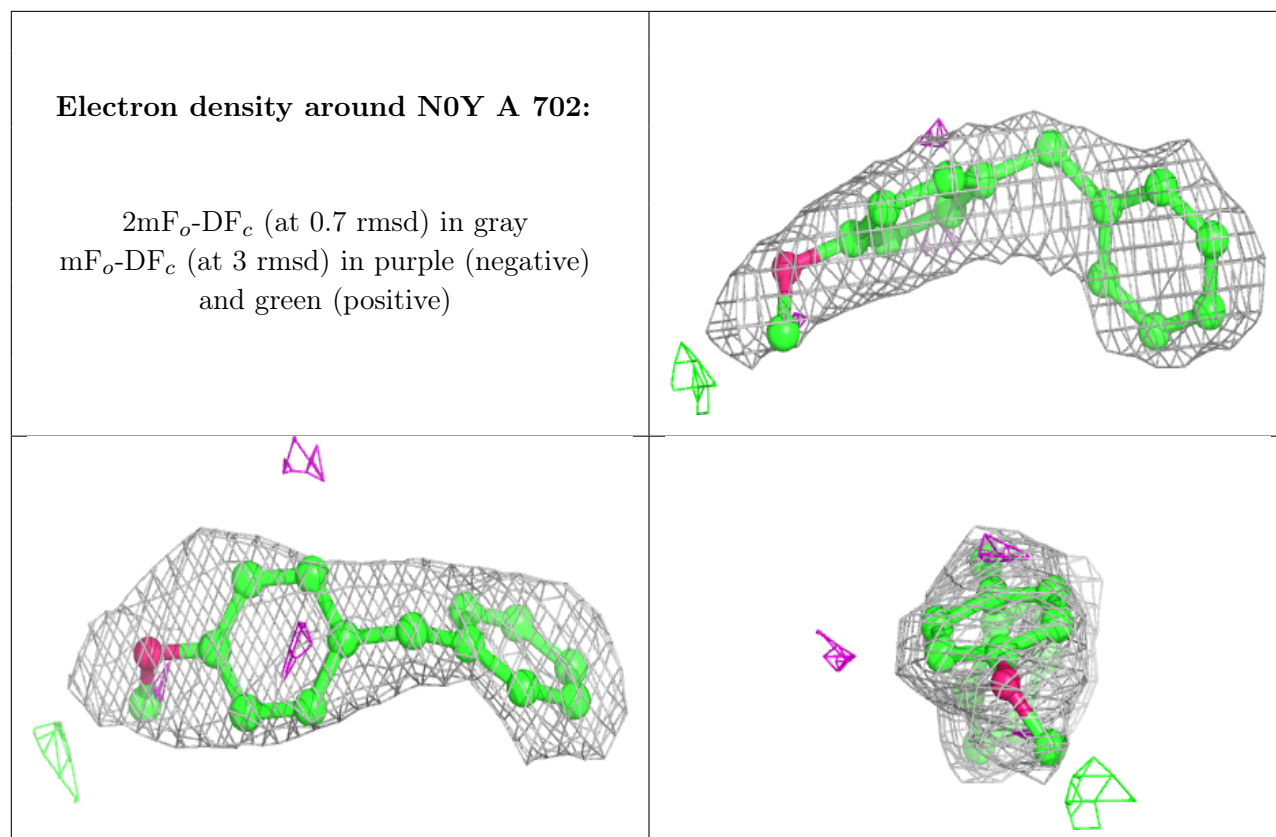 Electron density around N0Y A 702:
2mFₒ-DF𝒸 (at 0.7 rmsd) in gray
mFₒ-DF𝒸 (at 3 rmsd) in purple (negative)
and green (positive)